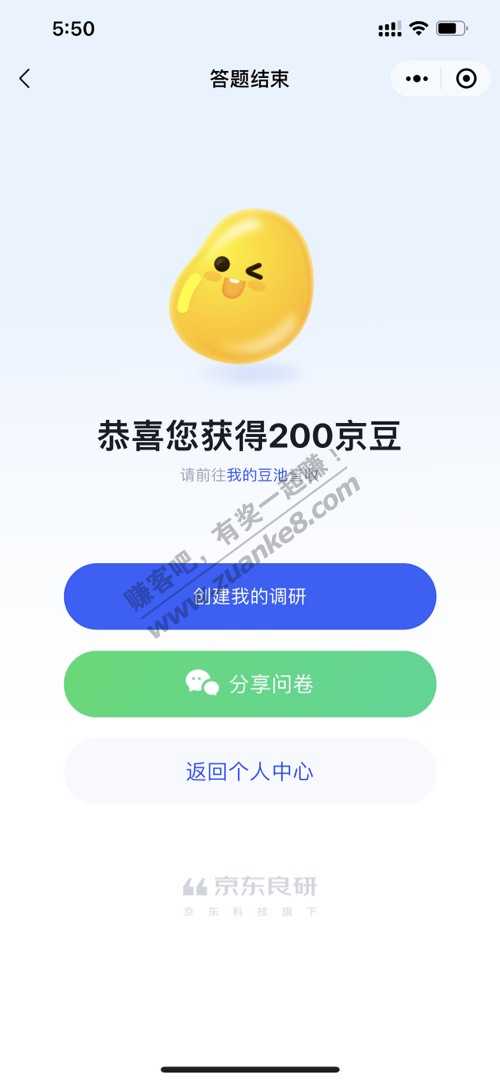 5:50
答题结束
恭喜您获得200京豆
请前往我的豆池查收
赚客吧，有奖一起赚！
www.zuanke8.com
创建我的调研
分享问卷
返回个人中心
京东良研
京东科技旗下